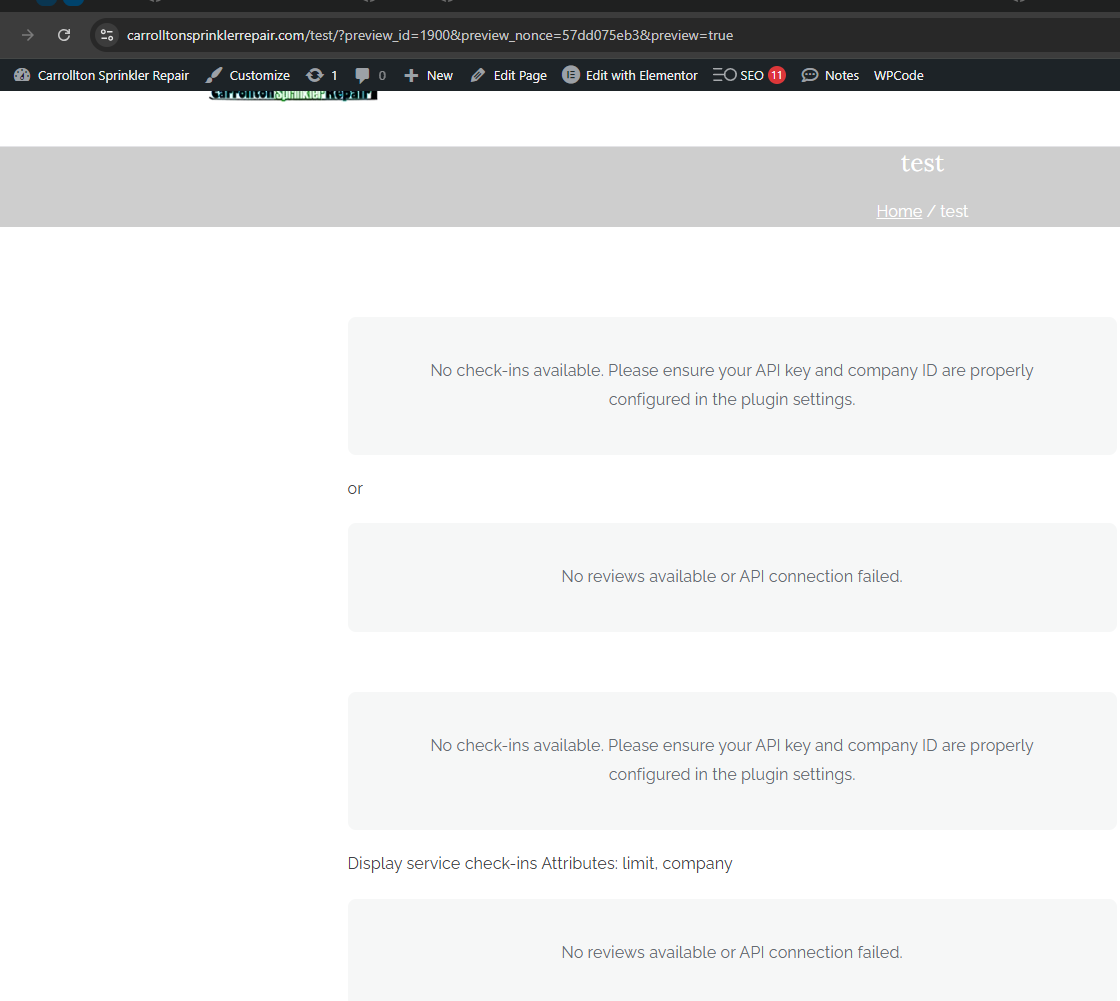 carrolltonsprinklerrepair.com/test/?preview_id=1900&preview_nonce=57dd075eb3&preview=true
Carrollton Sprinkler Repair Customize 1 0 New Edit Page Edit with Elementor SEO 11 Notes WPCode
CarrolltonSprinklerRepair
test
Home / test
No check-ins available. Please ensure your API key and company ID are properly
configured in the plugin settings.
or
No reviews available or API connection failed.
No check-ins available. Please ensure your API key and company ID are properly
configured in the plugin settings.
Display service check-ins Attributes: limit, company
No reviews available or API connection failed.